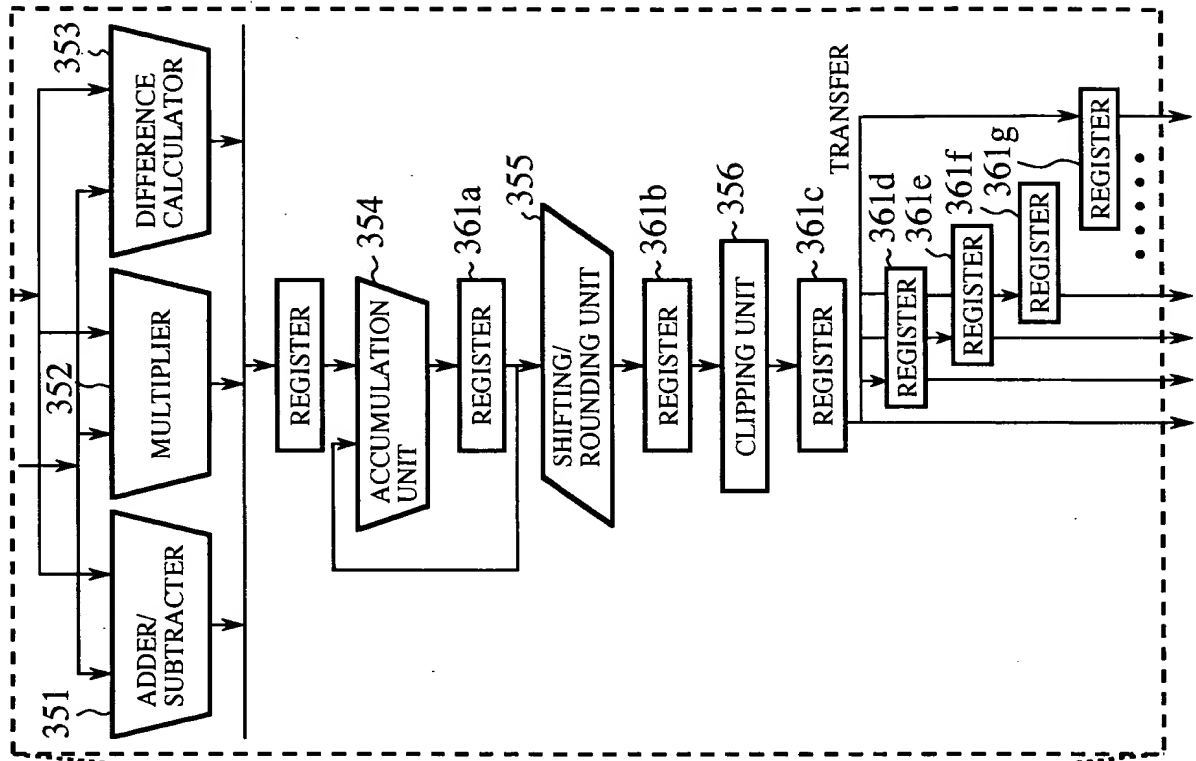 351
ADDER/
SUBTRACTER
352
MULTIPLIER
353
DIFFERENCE
CALCULATOR
REGISTER
354
ACCUMULATION
UNIT
361a
REGISTER
355
SHIFTING/
ROUNDING UNIT
361b
REGISTER
356
CLIPPING UNIT
361c
REGISTER
TRANSFER
361d
REGISTER
361e
REGISTER
361f
REGISTER
361g
REGISTER